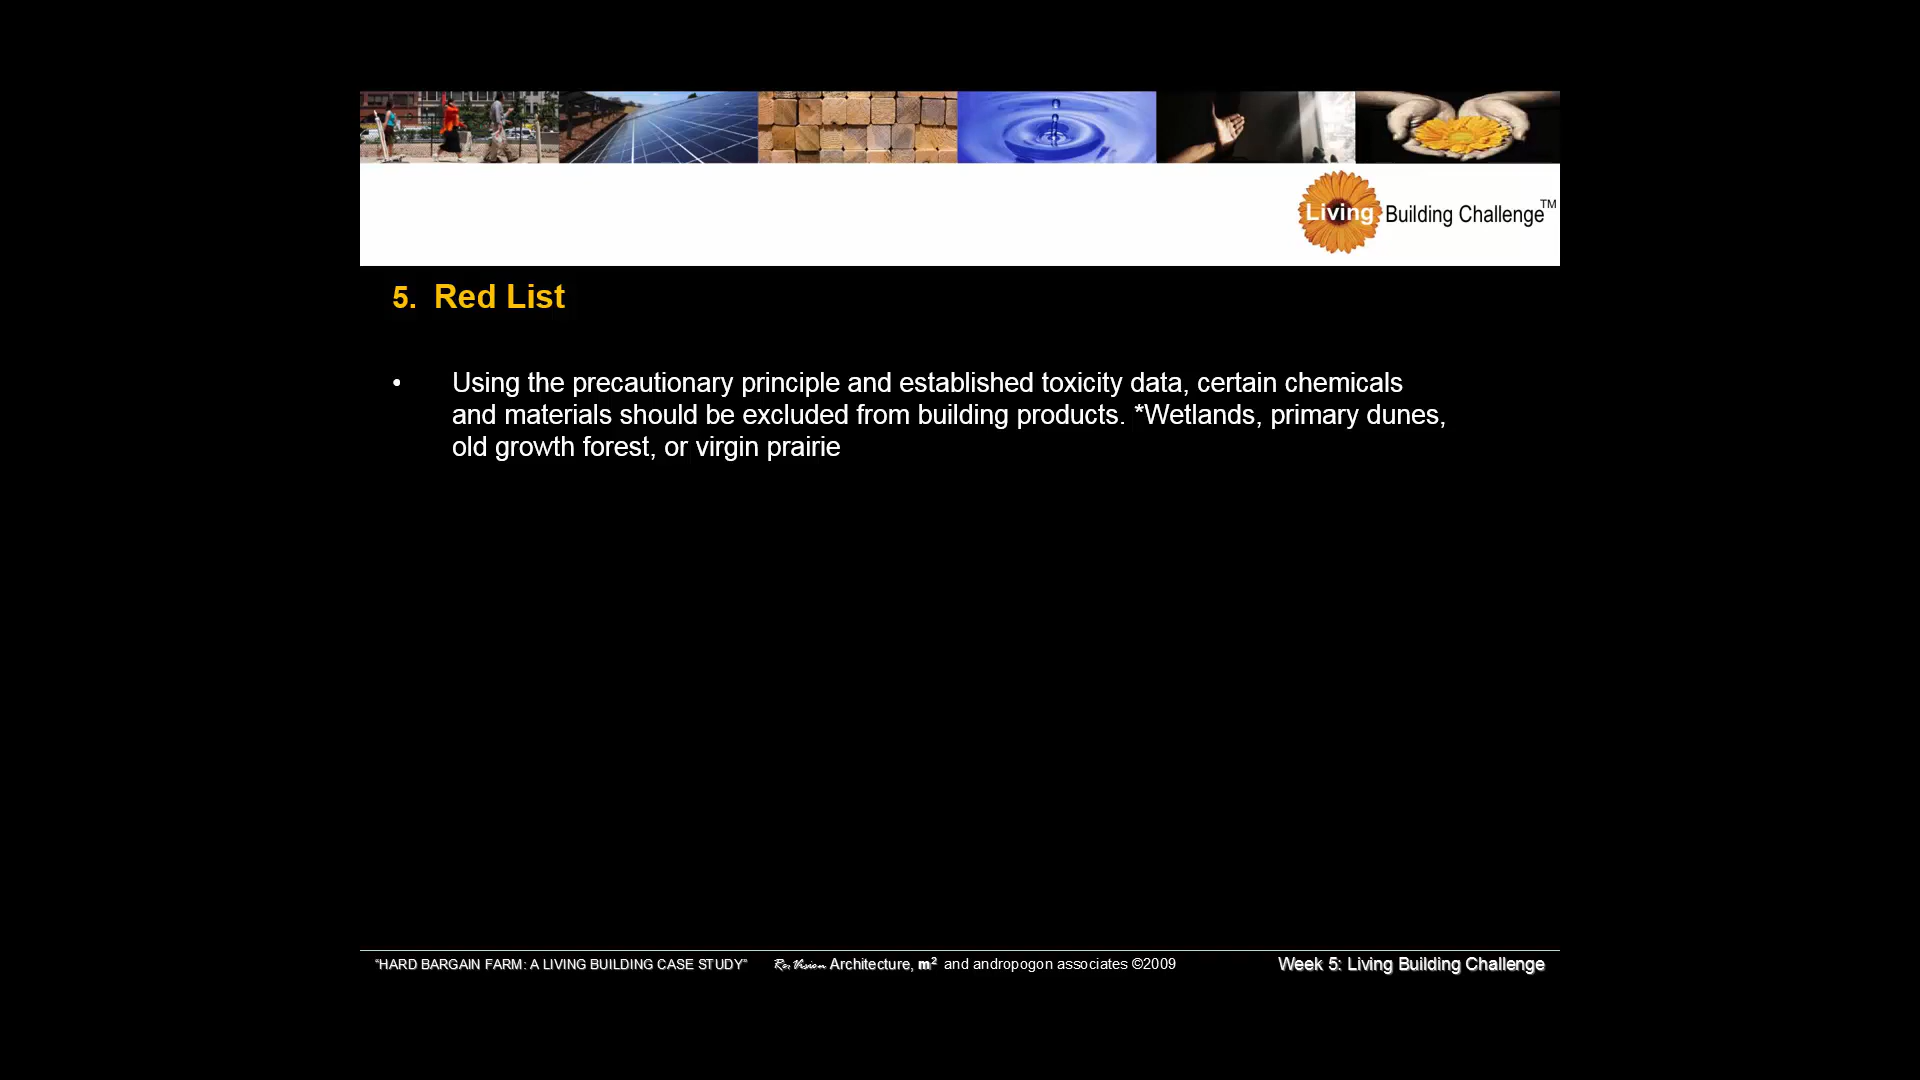 Living Building Challenge™
5. Red List
• Using the precautionary principle and established toxicity data, certain chemicals
and materials should be excluded from building products. *Wetlands, primary dunes,
old growth forest, or virgin prairie
“HARD BARGAIN FARM: A LIVING BUILDING CASE STUDY” Re:Vision Architecture, m² and andropogon associates ©2009 Week 5: Living Building Challenge